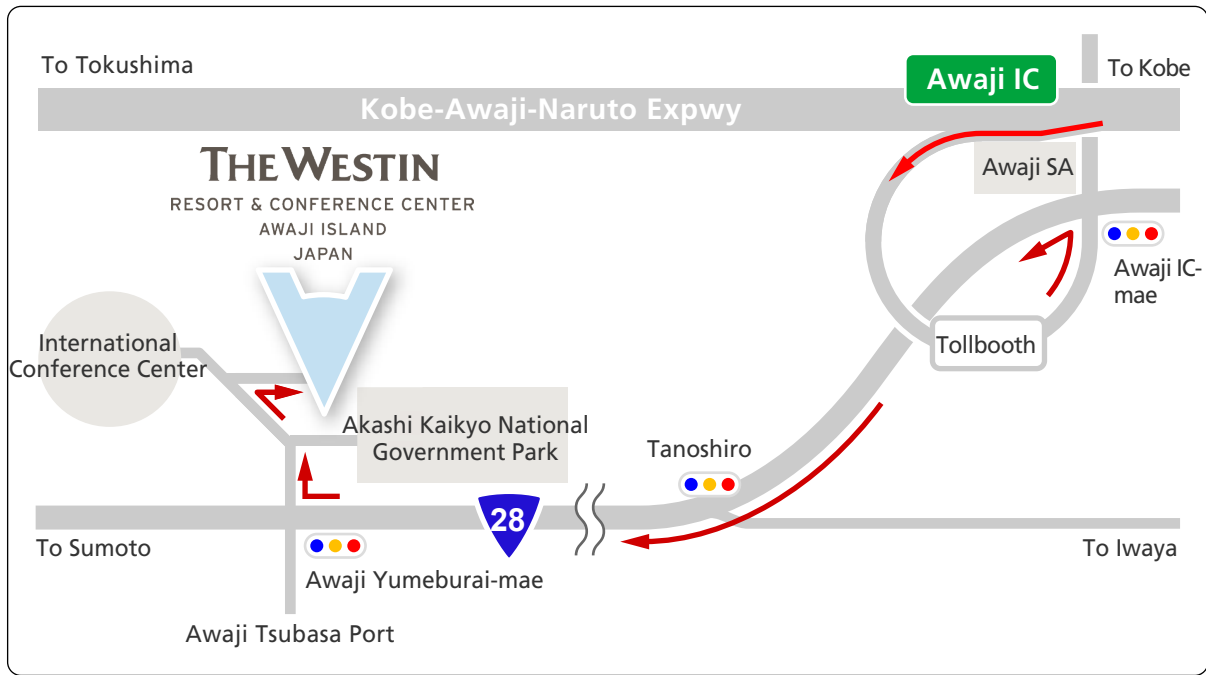 To Tokushima
Awaji IC
To Kobe
Kobe-Awaji-Naruto Expwy
THE WESTIN
RESORT & CONFERENCE CENTER
AWAJI ISLAND
JAPAN
Awaji SA
Awaji IC-
mae
International
Conference Center
Tollbooth
Akashi Kaikyo National
Government Park
Tanoshiro
28
To Sumoto
To Iwaya
Awaji Yumeburai-mae
Awaji Tsubasa Port